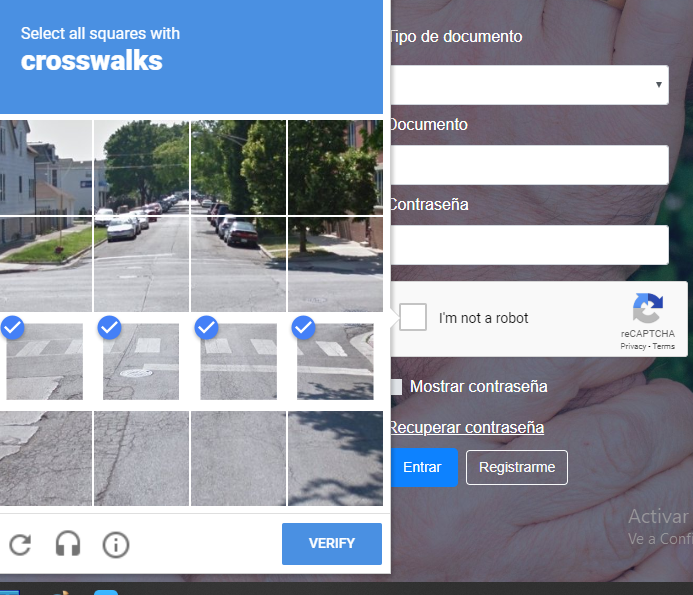 Select all squares with
crosswalks
Tipo de documento
Documento
Contraseña
I'm not a robot
reCAPTCHA
Privacy - Terms
Mostrar contraseña
Recuperar contraseña
Entrar
Registrarme
VERIFY
Activar
Ve a Confi